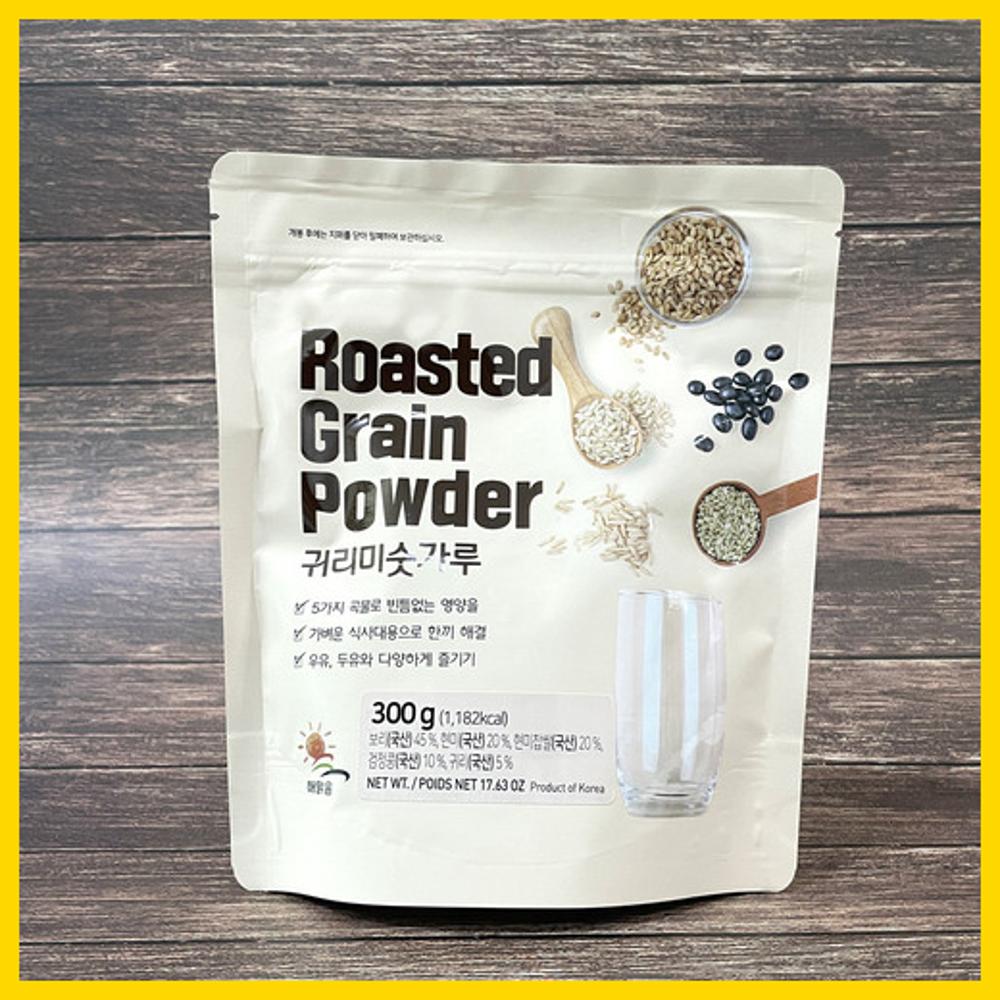 개봉 후에는 지퍼를 닫아 밀폐하여 보관하십시오.
Roasted
Grain
Powder
귀리미숫가루
5가지 곡물로 빈틈없는 영양을
가벼운 식사대용으로 한끼 해결
우유, 두유와 다양하게 즐기기
300 g (1,182kcal)
보리(국산) 45 %, 현미(국산) 20 %, 현미찹쌀(국산) 20 %,
검정콩(국산) 10 %, 귀리(국산) 5 %
NET WT. / POIDS NET 17.63 OZ Product of Korea
해맑음